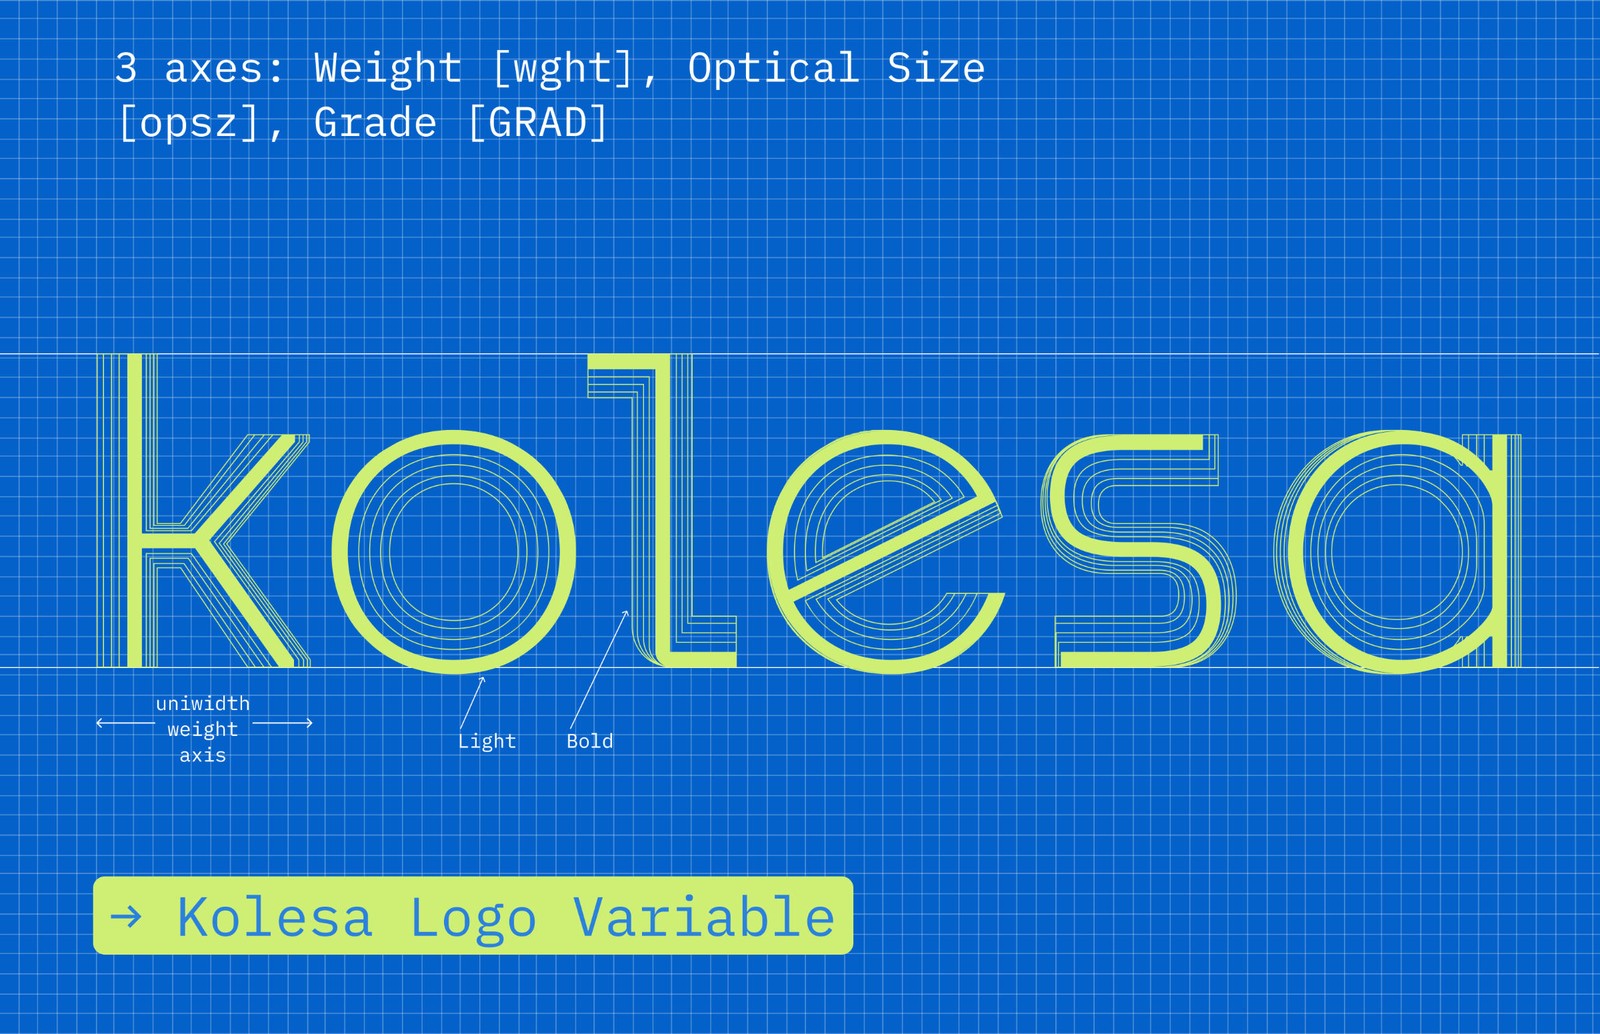 3 axes: Weight [wght], Optical Size
[opsz], Grade [GRAD]
kolesa
uniwidth
weight
axis
Light
Bold
→ Kolesa Logo Variable